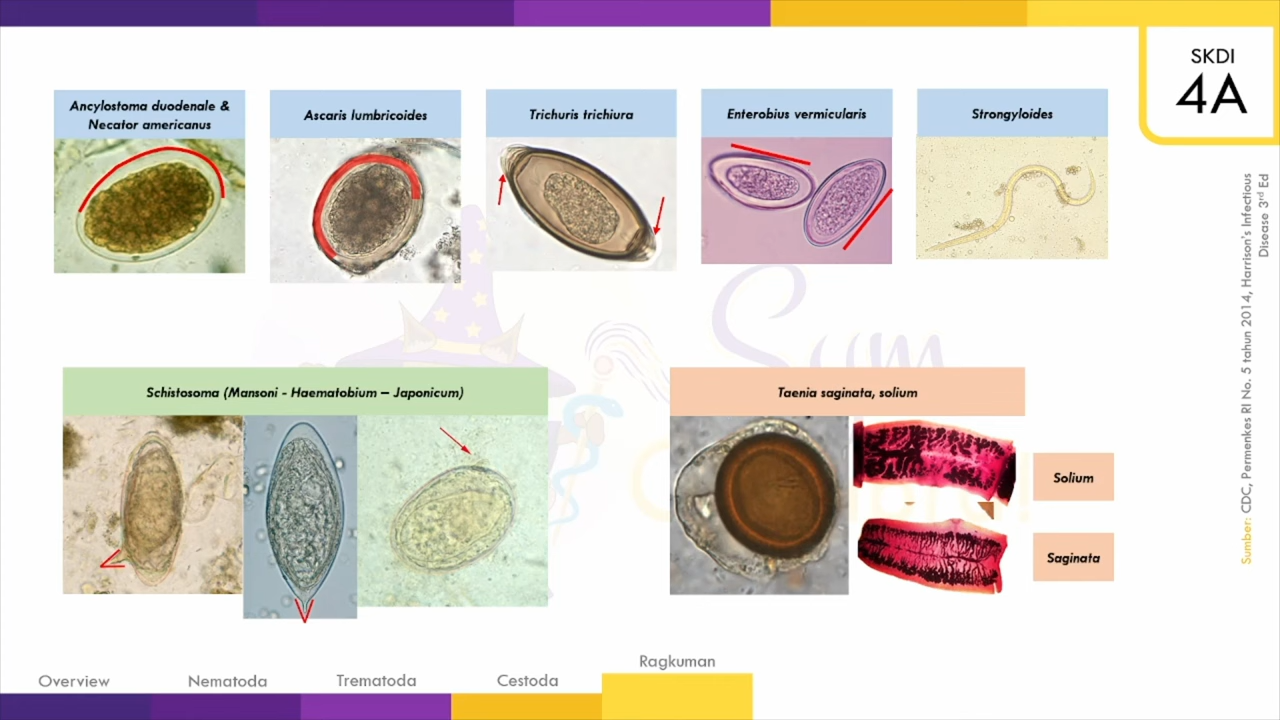 SKDI
4A
Ancylostoma duodenale &
Necator americanus
Ascaris lumbricoides
Trichuris trichiura
Enterobius vermicularis
Strongyloides
Sum
Schistosoma (Mansoni - Haematobium – Japonicum)
Taenia saginata, solium
Solium
Saginata
Sumber: CDC, Permenkes RI No. 5 tahun 2014, Harrison's Infectious
Disease 3rd Ed
Overview
Nematoda
Trematoda
Cestoda
Ragkuman